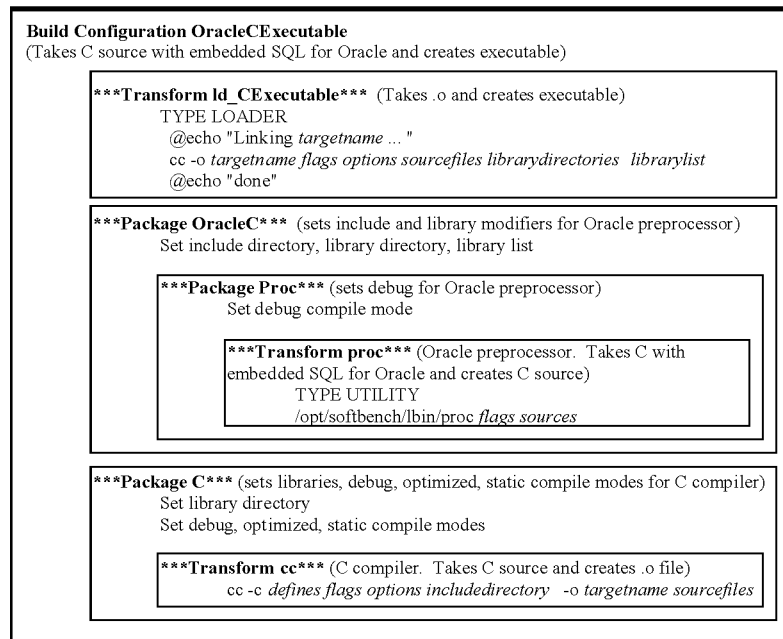 Build Configuration OracleCExecutable
(Takes C source with embedded SQL for Oracle and creates executable)
***Transform ld_CExecutable*** (Takes .o and creates executable)
TYPE LOADER
@echo "Linking targetname ... "
cc -o targetname flags options sourcefiles librarydirectories librarylist
@echo "done"
***Package OracleC*** (sets include and library modifiers for Oracle preprocessor)
Set include directory, library directory, library list
***Package Proc*** (sets debug for Oracle preprocessor)
Set debug compile mode
***Transform proc*** (Oracle preprocessor. Takes C with
embedded SQL for Oracle and creates C source)
TYPE UTILITY
/opt/softbench/lbin/proc flags sources
***Package C*** (sets libraries, debug, optimized, static compile modes for C compiler)
Set library directory
Set debug, optimized, static compile modes
***Transform cc*** (C compiler. Takes C source and creates .o file)
cc -c defines flags options includedirectory -o targetname sourcefiles